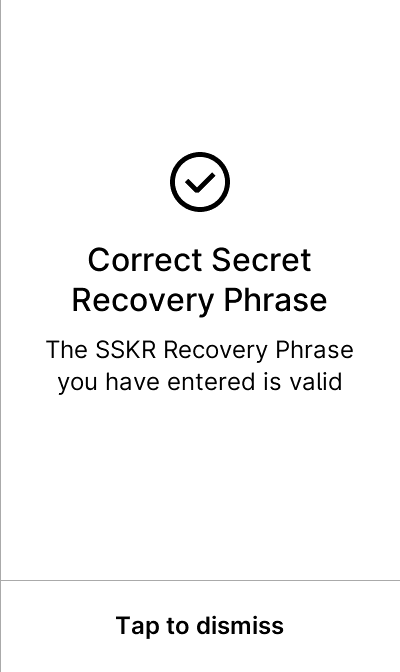 Correct Secret
Recovery Phrase
The SSKR Recovery Phrase
you have entered is valid
Tap to dismiss